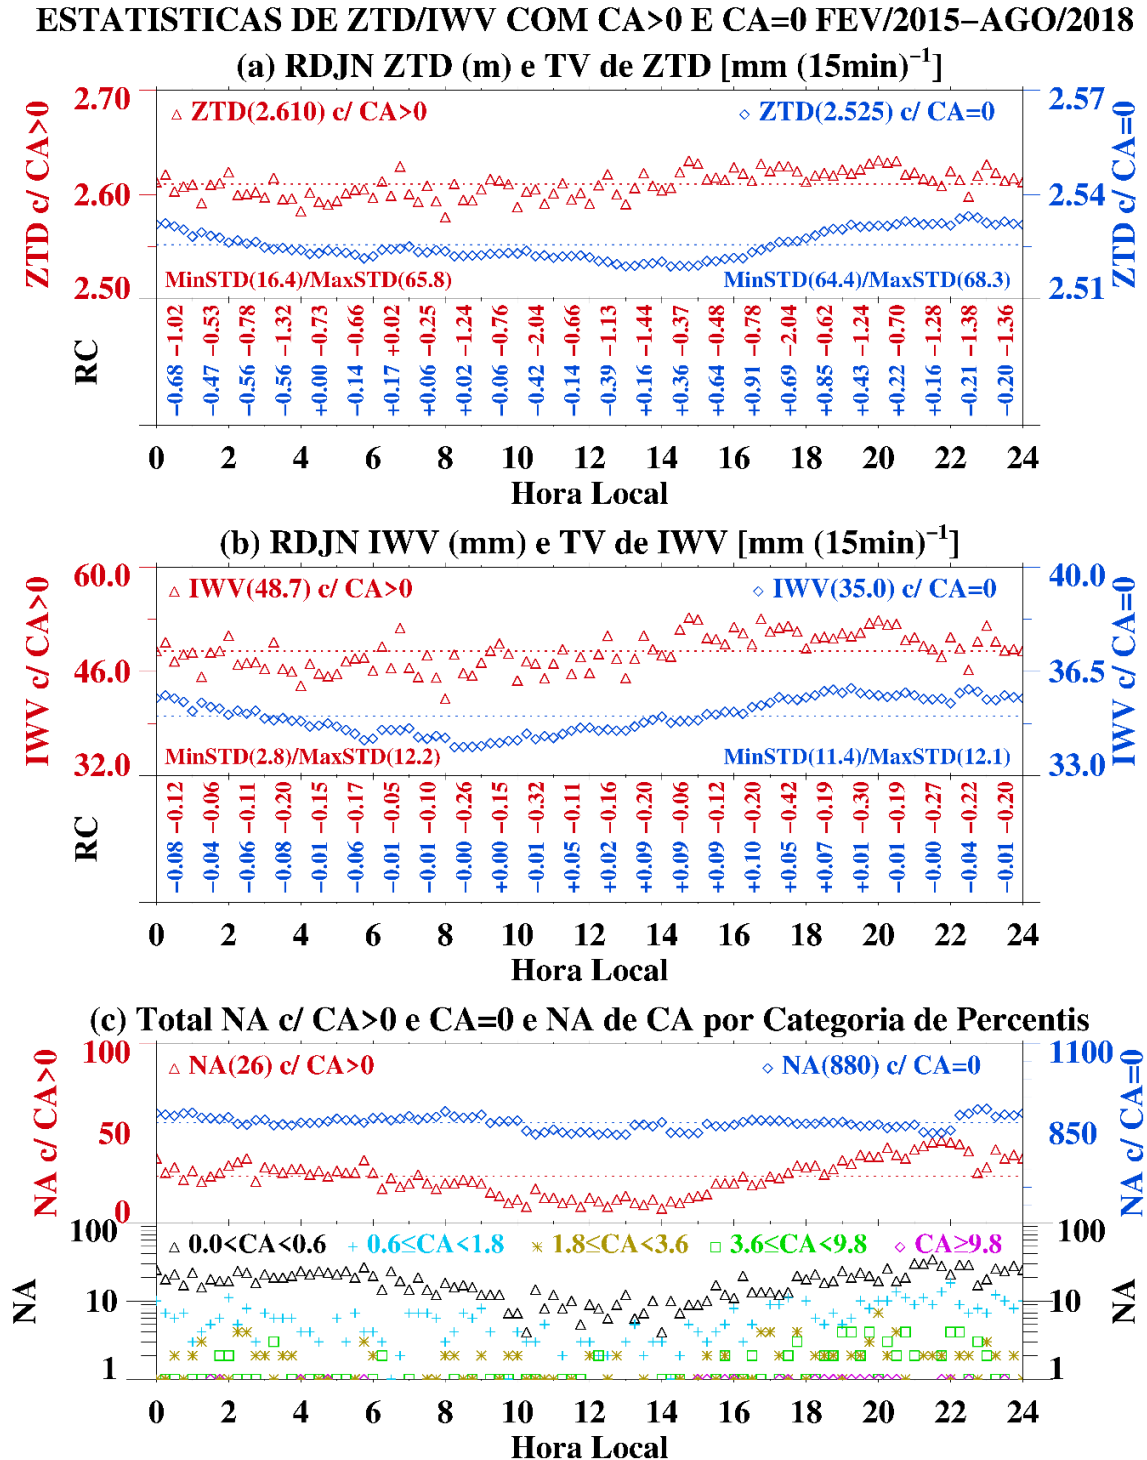 ESTATISTICAS DE ZTD/IWV COM CA>0 E CA=0 FEV/2015−AGO/2018
(a) RDJN ZTD (m) e TV de ZTD [mm (15min)⁻¹]
ZTD c/ CA>0
2.70
2.60
2.50
ZTD(2.610) c/ CA>0
ZTD(2.525) c/ CA=0
2.57
2.54
2.51
ZTD c/ CA=0
MinSTD(16.4)/MaxSTD(65.8)
MinSTD(64.4)/MaxSTD(68.3)
RC
−0.68 −1.02
−0.47 −0.53
−0.56 −0.78
−0.56 −1.32
+0.00 −0.73
−0.14 −0.66
+0.17 +0.02
+0.06 −0.25
+0.02 −1.24
−0.06 −0.76
−0.42 −2.04
−0.14 −0.66
−0.39 −1.13
+0.16 −1.44
+0.36 −0.37
+0.64 −0.48
+0.91 −0.78
+0.69 −2.04
+0.85 −0.62
+0.43 −1.24
+0.22 −0.70
+0.16 −1.28
−0.21 −1.38
−0.20 −1.36
0 2 4 6 8 10 12 14 16 18 20 22 24
Hora Local
(b) RDJN IWV (mm) e TV de IWV [mm (15min)⁻¹]
IWV c/ CA>0
60.0
46.0
32.0
IWV(48.7) c/ CA>0
IWV(35.0) c/ CA=0
40.0
36.5
33.0
IWV c/ CA=0
MinSTD(2.8)/MaxSTD(12.2)
MinSTD(11.4)/MaxSTD(12.1)
RC
−0.08 −0.12
−0.04 −0.06
−0.06 −0.11
−0.08 −0.20
−0.01 −0.15
−0.01 −0.17
−0.01 −0.05
−0.01 −0.10
−0.00 −0.26
+0.00 −0.15
−0.01 −0.32
+0.05 −0.11
+0.02 −0.16
+0.09 −0.20
+0.09 −0.06
+0.09 −0.12
+0.10 −0.20
+0.05 −0.42
+0.07 −0.19
+0.01 −0.30
−0.01 −0.19
−0.00 −0.27
−0.04 −0.22
−0.01 −0.20
0 2 4 6 8 10 12 14 16 18 20 22 24
Hora Local
(c) Total NA c/ CA>0 e CA=0 e NA de CA por Categoria de Percentis
NA c/ CA>0
100
50
0
NA(26) c/ CA>0
NA(880) c/ CA=0
1100
850
NA c/ CA=0
NA
100
10
1
0.0<CA<0.6 0.6≤CA<1.8 1.8≤CA<3.6 3.6≤CA<9.8 CA≥9.8
100
10
1
NA
0 2 4 6 8 10 12 14 16 18 20 22 24
Hora Local